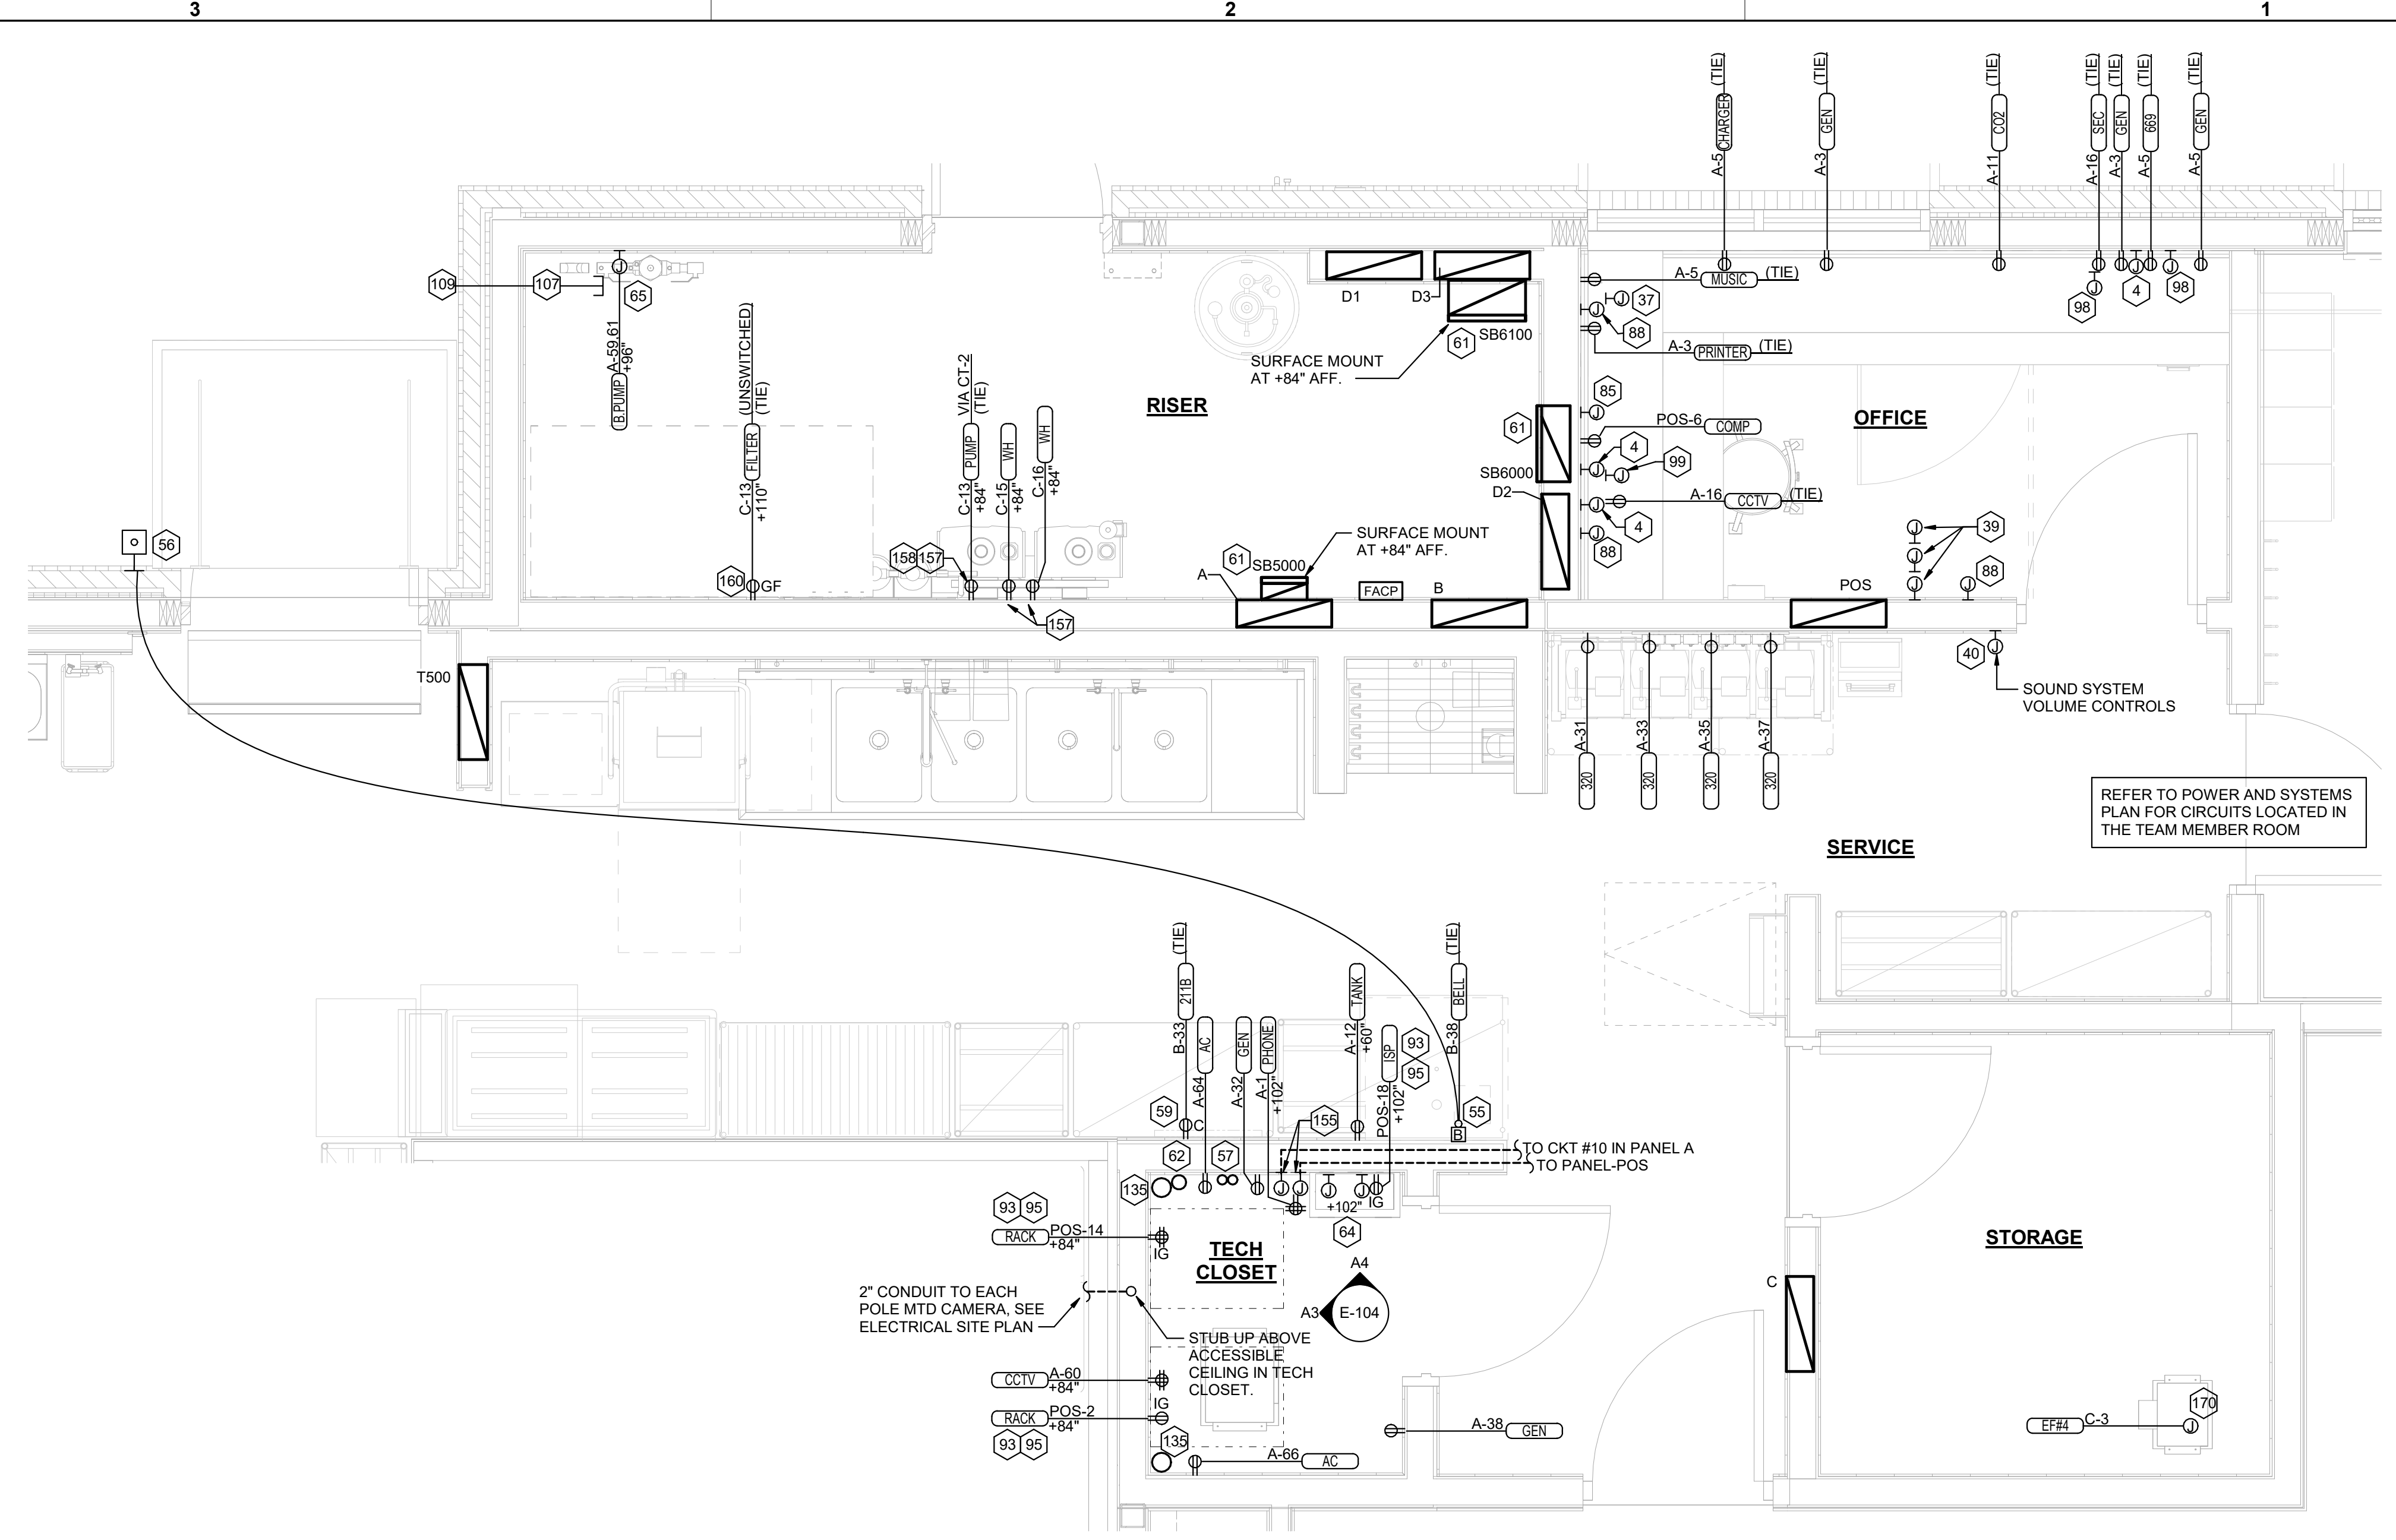 3
2
1
(TIE)
CHARGER
A-5
(TIE)
GEN
A-3
(TIE)
CO2
A-11
(TIE)
SEC
A-16
(TIE)
GEN
A-3
(TIE)
669
A-5
(TIE)
GEN
A-5
109
107
65
A-59,61
+96"
B.PUMP
(UNSWITCHED)
(TIE)
FILTER
C-13
+110"
160
GF
VIA CT-2
(TIE)
PUMP
C-13
+84"
WH
C-15
+84"
WH
C-16
+84"
158
157
157
RISER
D1
D3
SB6100
61
SURFACE MOUNT
AT +84" AFF.
61
SB6000
D2
SURFACE MOUNT
AT +84" AFF.
61
SB5000
A
FACP
B
A-5
MUSIC
(TIE)
37
88
A-3
PRINTER
(TIE)
85
POS-6
COMP
4
99
A-16
CCTV
(TIE)
4
88
OFFICE
98
4
98
39
88
POS
40
SOUND SYSTEM
VOLUME CONTROLS
56
T500
A-31
320
A-33
320
A-35
320
A-37
320
REFER TO POWER AND SYSTEMS
PLAN FOR CIRCUITS LOCATED IN
THE TEAM MEMBER ROOM
SERVICE
(TIE)
211B
B-33
AC
A-64
GEN
A-32
PHONE
A-1
+102"
TANK
A-12
+60"
ISP
POS-18
+102"
93
95
(TIE)
BELL
B-38
59
C
155
55
B
62
57
TO CKT #10 IN PANEL A
TO PANEL-POS
135
J
J
J
J
IG
+102"
64
93
95
RACK
POS-14
+84"
IG
TECH
CLOSET
A4
A3
E-104
2" CONDUIT TO EACH
POLE MTD CAMERA, SEE
ELECTRICAL SITE PLAN
STUB UP ABOVE
ACCESSIBLE
CEILING IN TECH
CLOSET.
CCTV
A-60
+84"
IG
RACK
POS-2
+84"
93
95
135
A-66
AC
A-38
GEN
STORAGE
C
EF#4
C-3
170
J